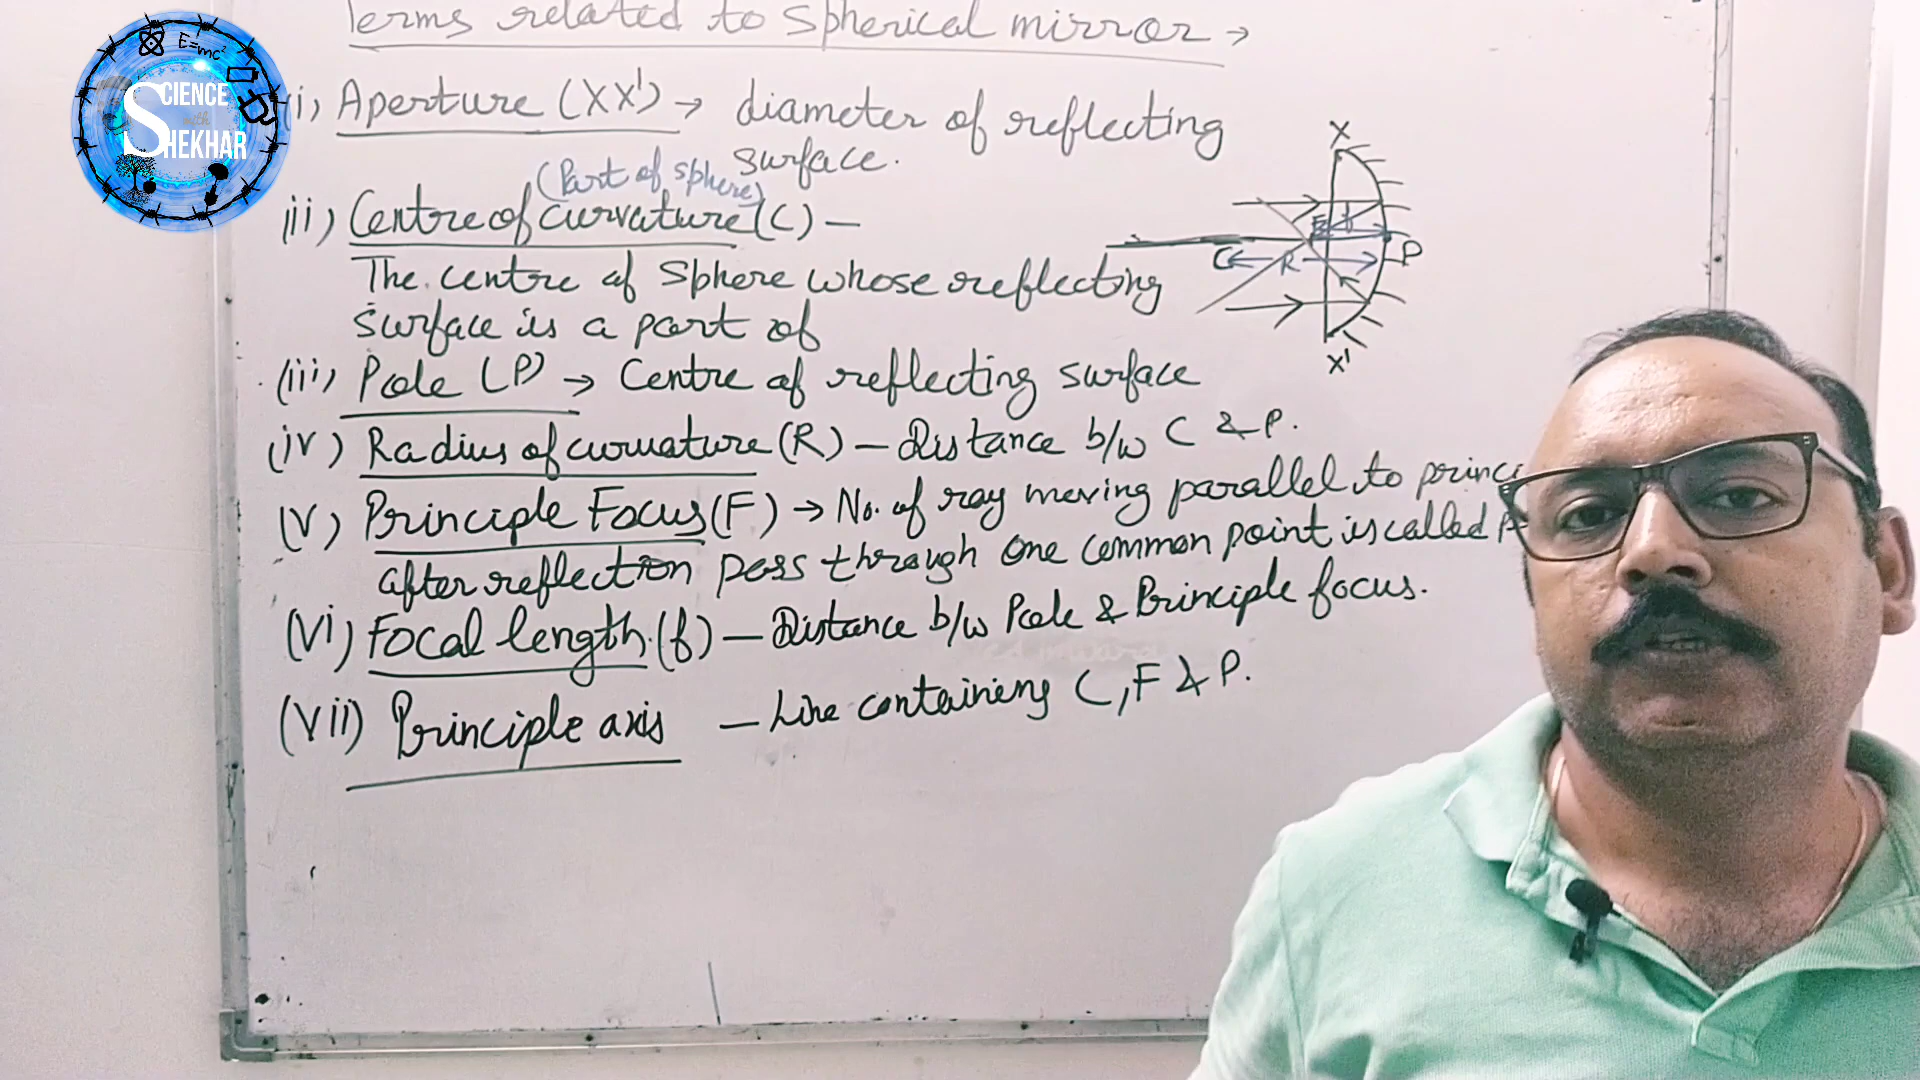 Terms related to Spherical mirror →
E=mc²
SCIENCE
with
SHEKHAR
(i) Aperture (XX') → diameter of reflecting
surface.
(Part of sphere)
(ii) Centre of curvature (C) –
The centre of sphere whose reflecting
surface is a part of
(iii) Pole (P) → Centre of reflecting surface
(iv) Radius of curvature (R) – Distance b/w C & P.
(v) Principle Focus (F) → No. of ray moving parallel to princi
after reflection pass through one common point is called P
(vi) Focal length (f) – Distance b/w Pole & Principle focus.
(vii) Principle axis – Line containing C, F & P.
X
f
F
C R P
X'